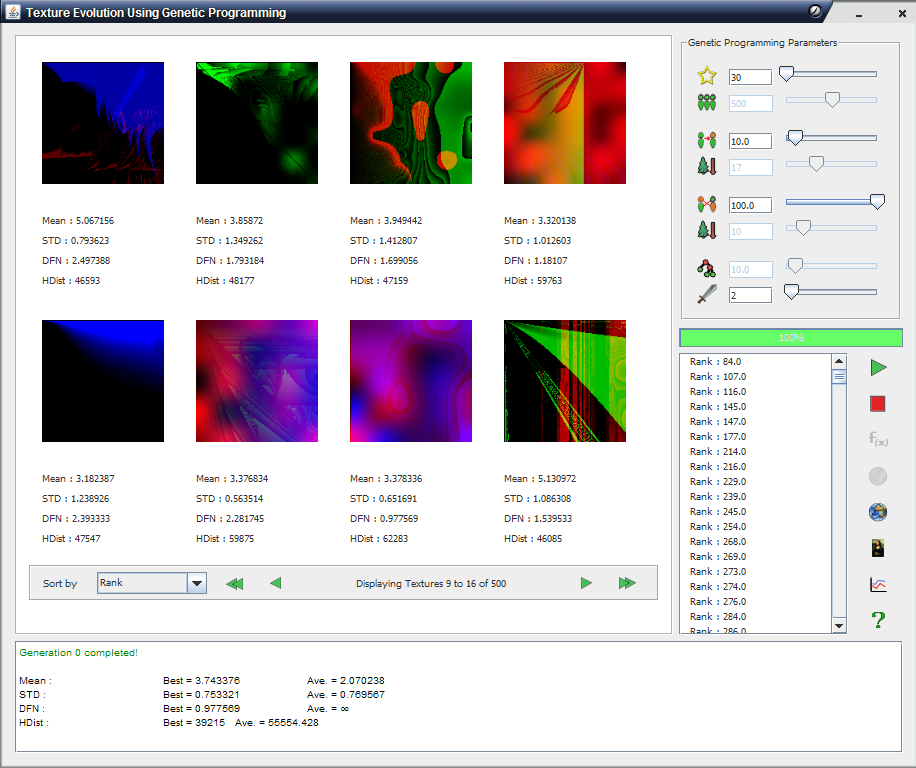 Texture Evolution Using Genetic Programming
Genetic Programming Parameters
30
500
10.0
17
100.0
10
10.0
2
Mean : 5.067156
STD : 0.793623
DFN : 2.497388
HDist : 46593
Mean : 3.85872
STD : 1.349262
DFN : 1.793184
HDist : 48177
Mean : 3.949442
STD : 1.412807
DFN : 1.699056
HDist : 47159
Mean : 3.320138
STD : 1.012603
DFN : 1.18107
HDist : 59763
Mean : 3.182387
STD : 1.238926
DFN : 2.393333
HDist : 47547
Mean : 3.376834
STD : 0.563514
DFN : 2.281745
HDist : 59875
Mean : 3.378336
STD : 0.651691
DFN : 0.977569
HDist : 62283
Mean : 5.130972
STD : 1.086308
DFN : 1.539533
HDist : 46085
Sort by Rank Displaying Textures 9 to 16 of 500
100%
Rank : 84.0
Rank : 107.0
Rank : 116.0
Rank : 145.0
Rank : 147.0
Rank : 177.0
Rank : 214.0
Rank : 216.0
Rank : 229.0
Rank : 239.0
Rank : 245.0
Rank : 254.0
Rank : 268.0
Rank : 269.0
Rank : 273.0
Rank : 274.0
Rank : 276.0
Rank : 284.0
Rank : 286.0
f(x)
?
Generation 0 completed!
Mean : Best = 3.743376 Ave. = 2.070238
STD : Best = 0.753321 Ave. = 0.769567
DFN : Best = 0.977569 Ave. = ∞
HDist : Best = 39215 Ave. = 55554.428